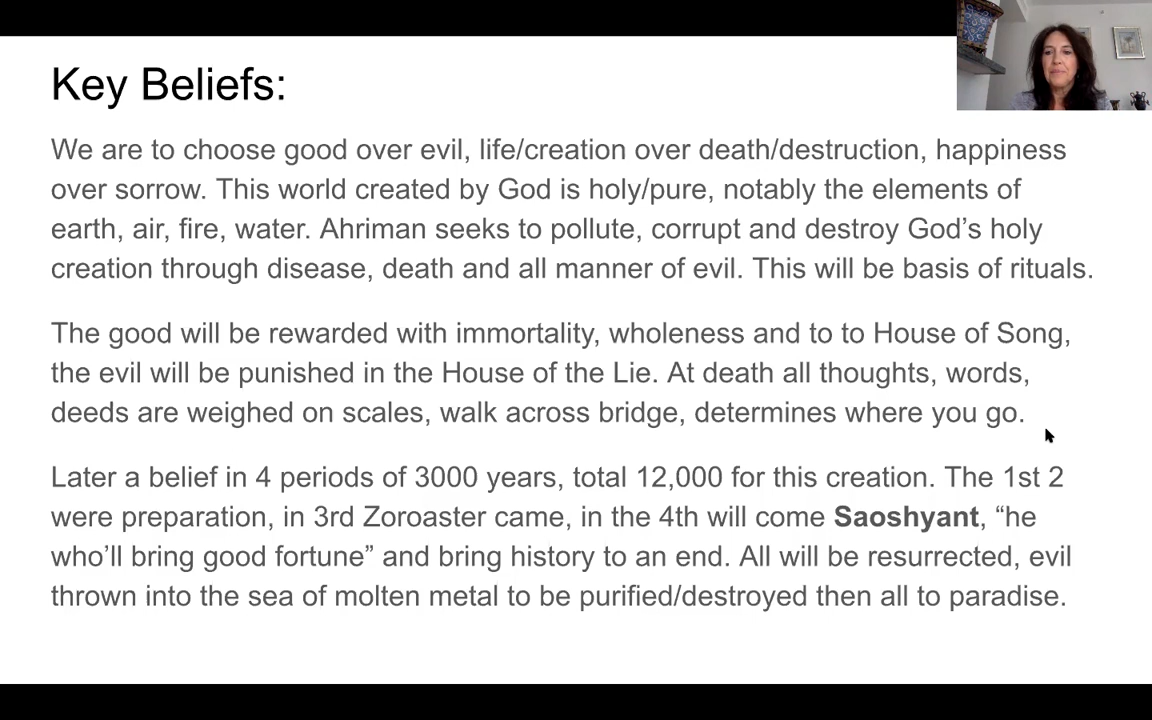 Key Beliefs:
We are to choose good over evil, life/creation over death/destruction, happiness
over sorrow. This world created by God is holy/pure, notably the elements of
earth, air, fire, water. Ahriman seeks to pollute, corrupt and destroy God’s holy
creation through disease, death and all manner of evil. This will be basis of rituals.
The good will be rewarded with immortality, wholeness and to to House of Song,
the evil will be punished in the House of the Lie. At death all thoughts, words,
deeds are weighed on scales, walk across bridge, determines where you go.
Later a belief in 4 periods of 3000 years, total 12,000 for this creation. The 1st 2
were preparation, in 3rd Zoroaster came, in the 4th will come Saoshyant, “he
who’ll bring good fortune” and bring history to an end. All will be resurrected, evil
thrown into the sea of molten metal to be purified/destroyed then all to paradise.